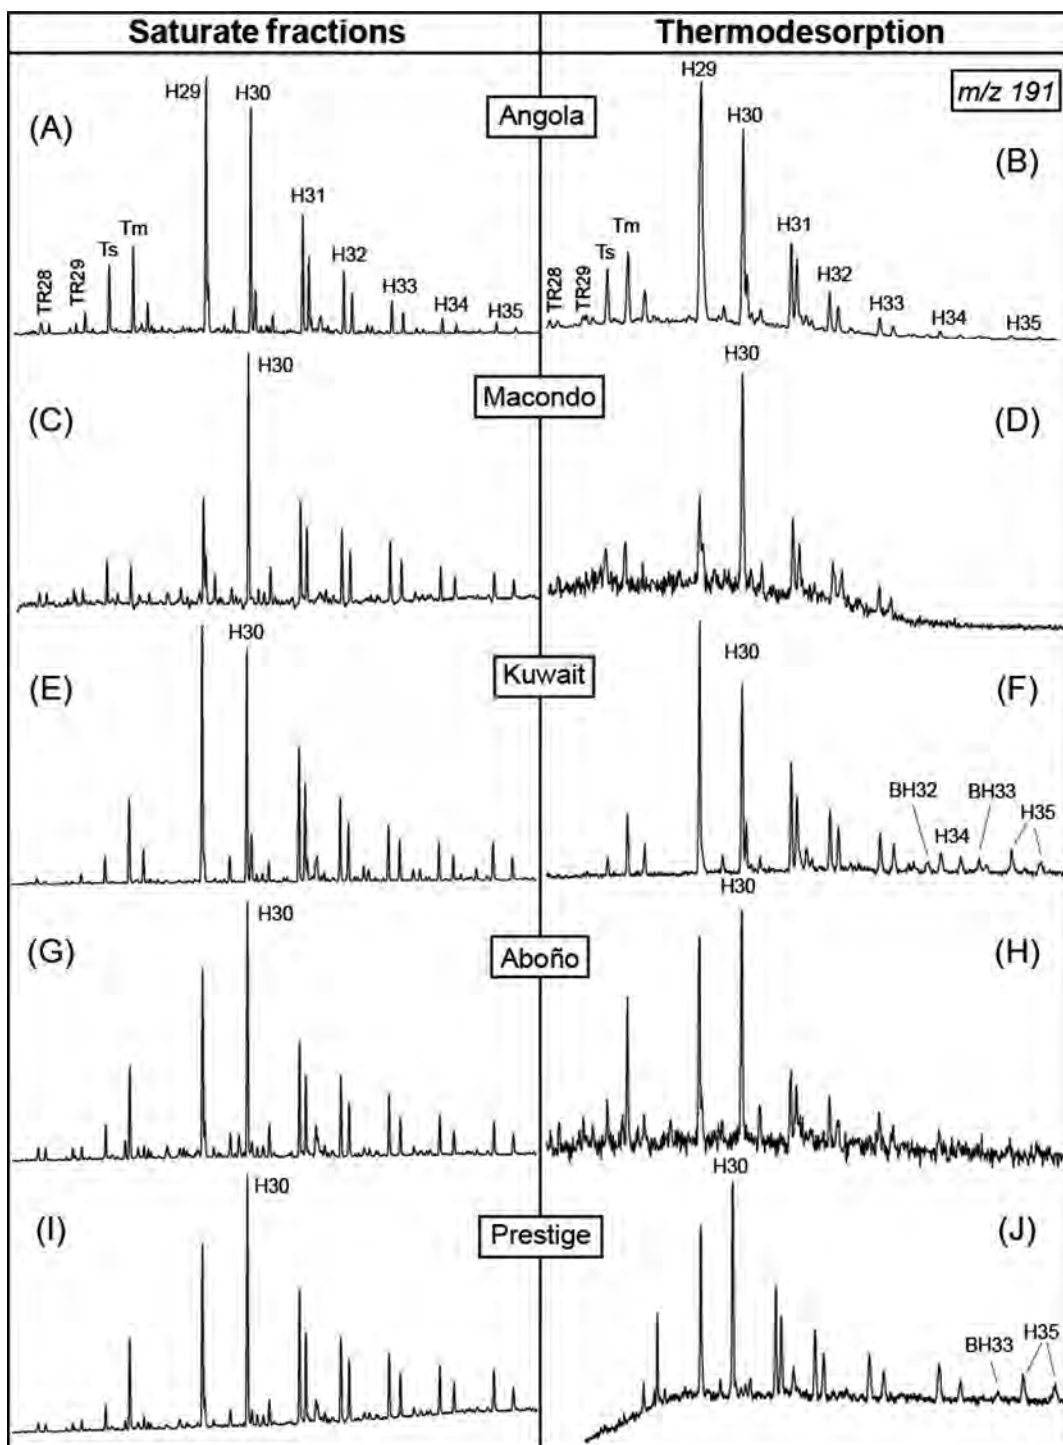 Saturate fractions
Thermodesorption
m/z 191
Angola
(A)
H29
H30
H31
Tm
Ts
H32
TR28
TR29
H33
H34
H35
(B)
H29
H30
H31
Tm
Ts
H32
TR28
TR29
H33
H34
H35
Macondo
(C)
H30
(D)
H30
Kuwait
(E)
H30
(F)
H30
BH32
BH33
H34
H35
Aboño
(G)
H30
(H)
H30
Prestige
(I)
H30
(J)
H30
BH33
H35